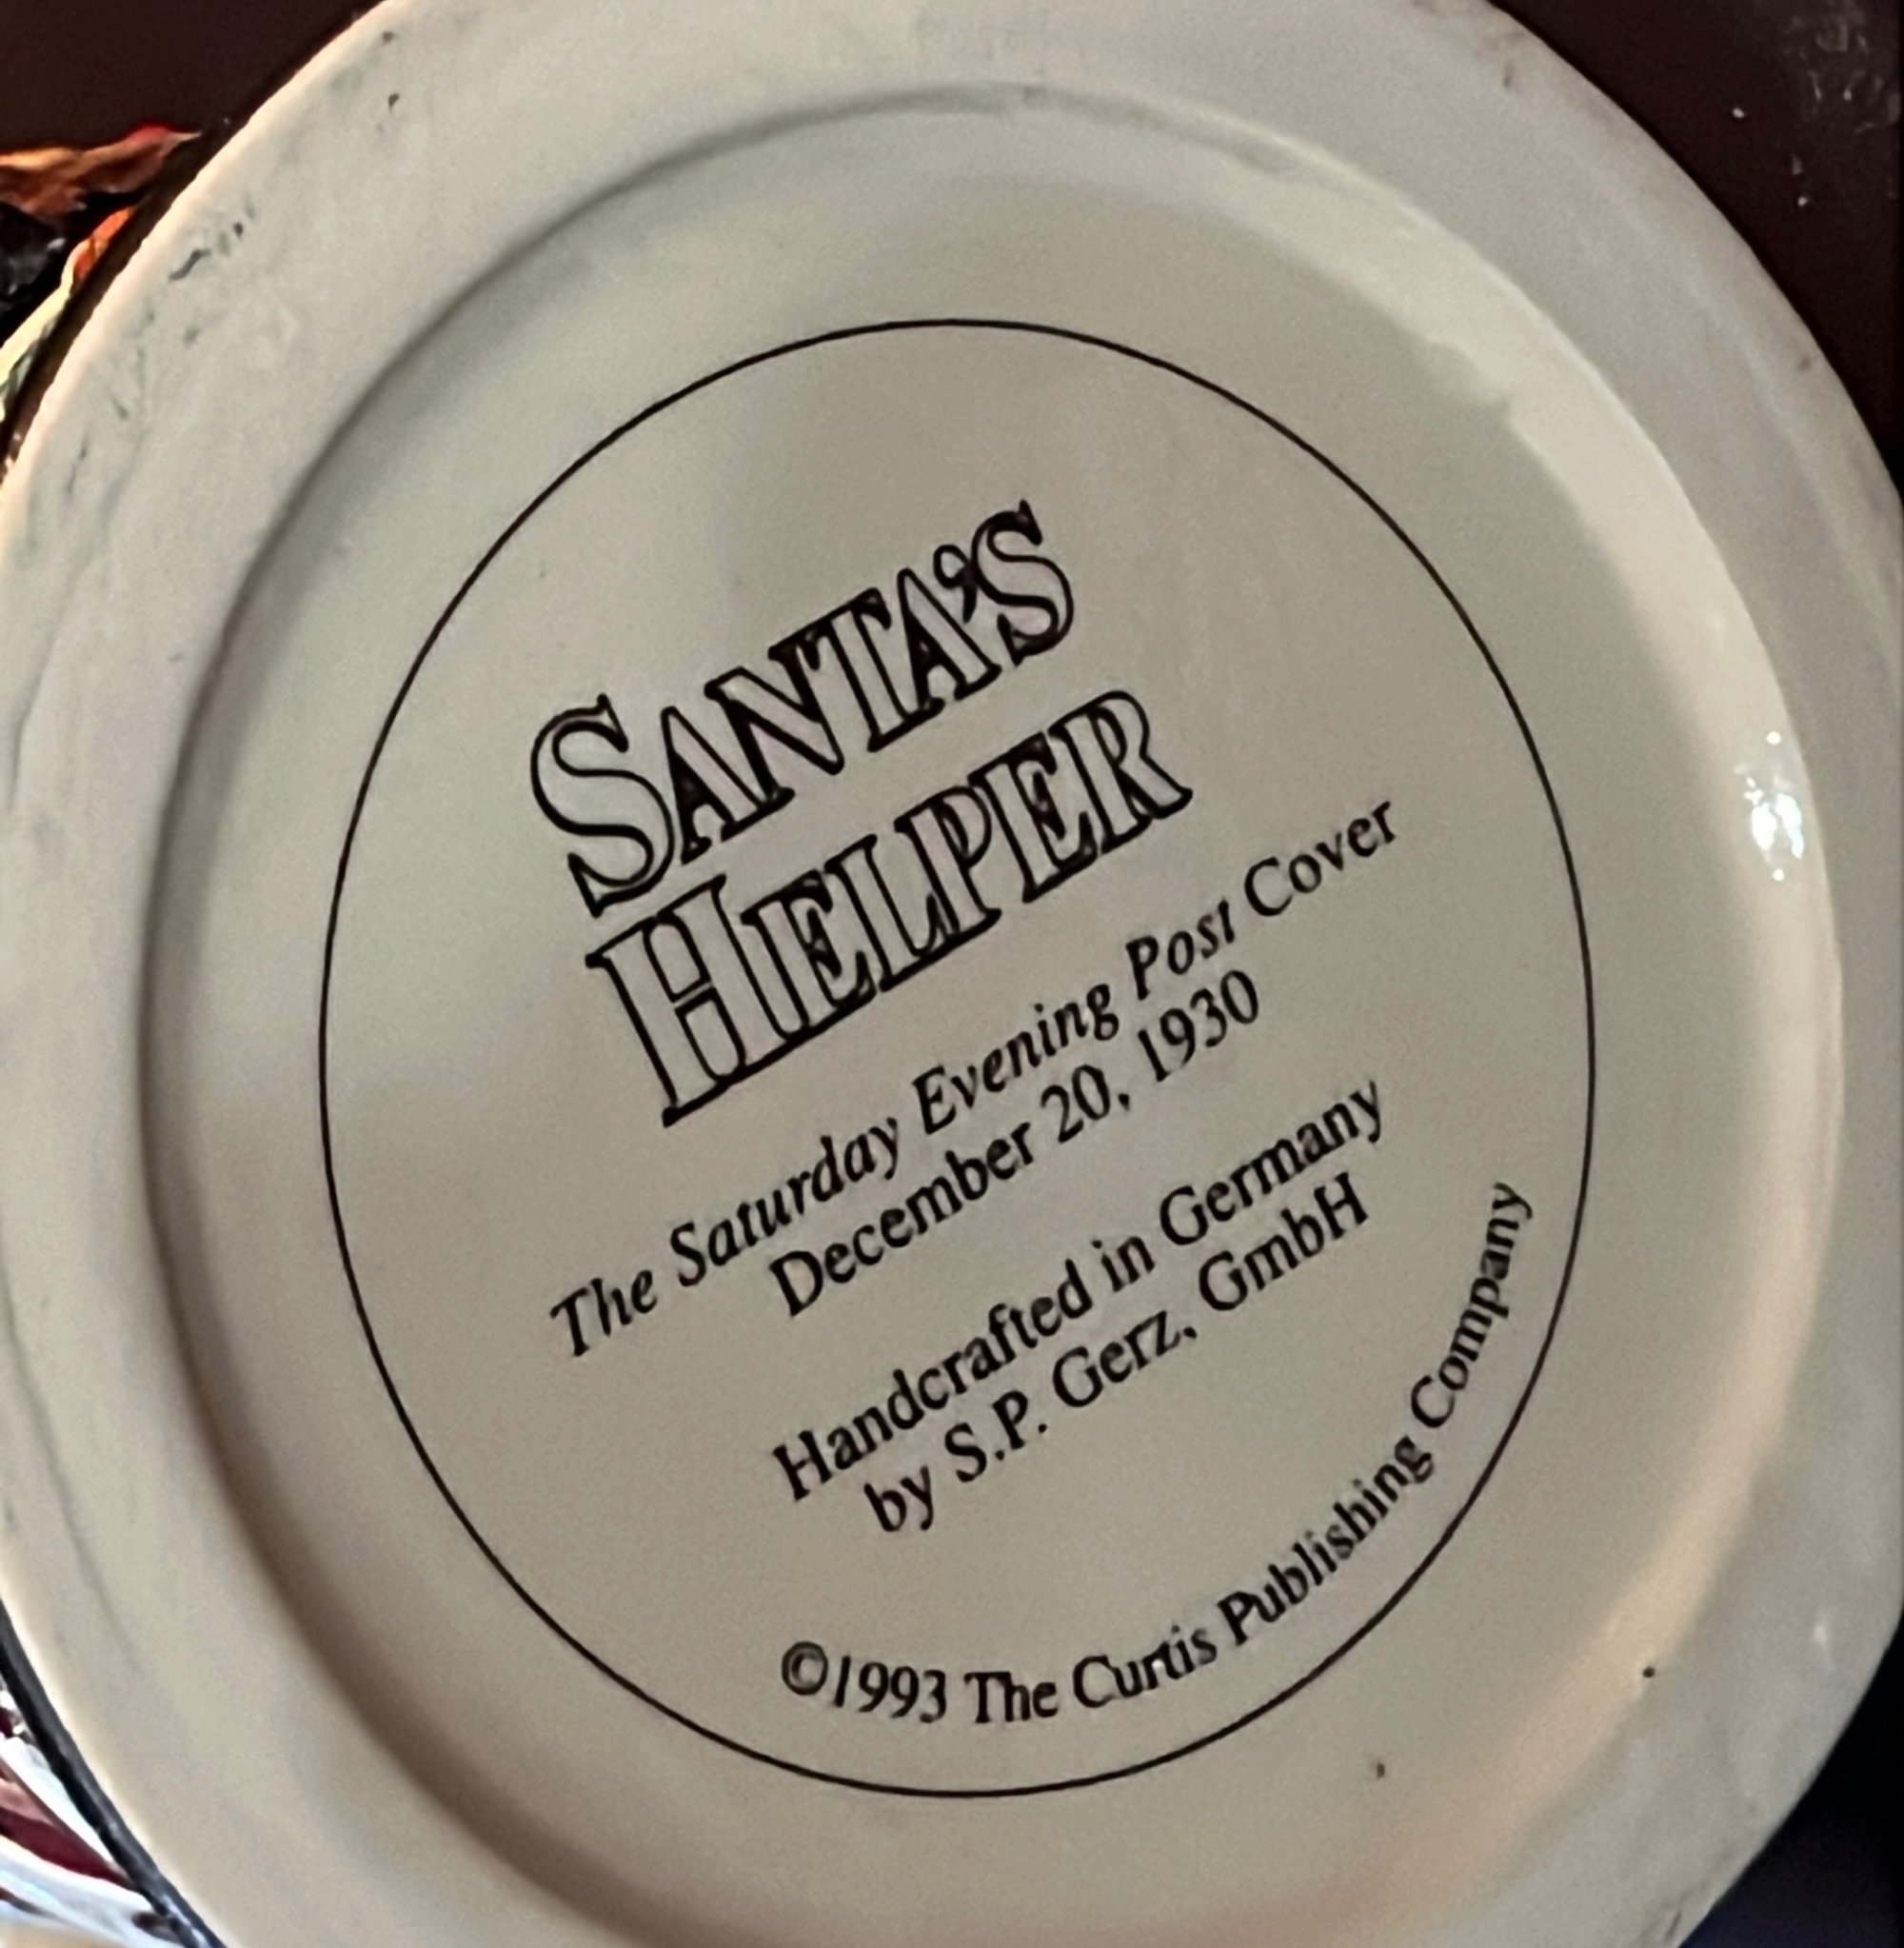 SANTA'S
HELPER
The Saturday Evening Post Cover
December 20, 1930
Handcrafted in Germany
by S.P. Gerz, GmbH
©1993 The Curtis Publishing Company